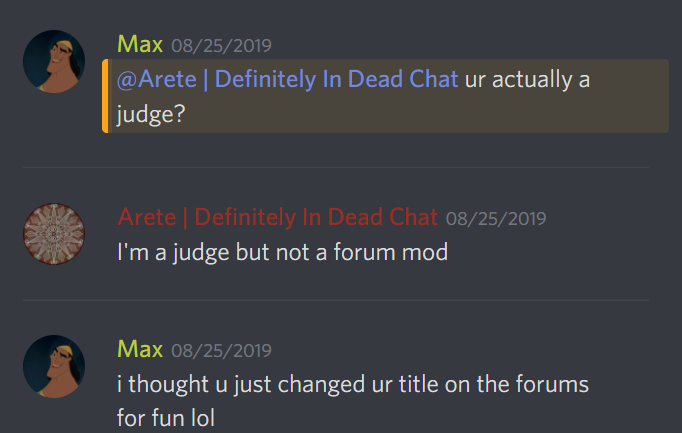 Max 08/25/2019
@Arete | Definitely In Dead Chat ur actually a
judge?
Arete | Definitely In Dead Chat 08/25/2019
I'm a judge but not a forum mod
Max 08/25/2019
i thought u just changed ur title on the forums
for fun lol